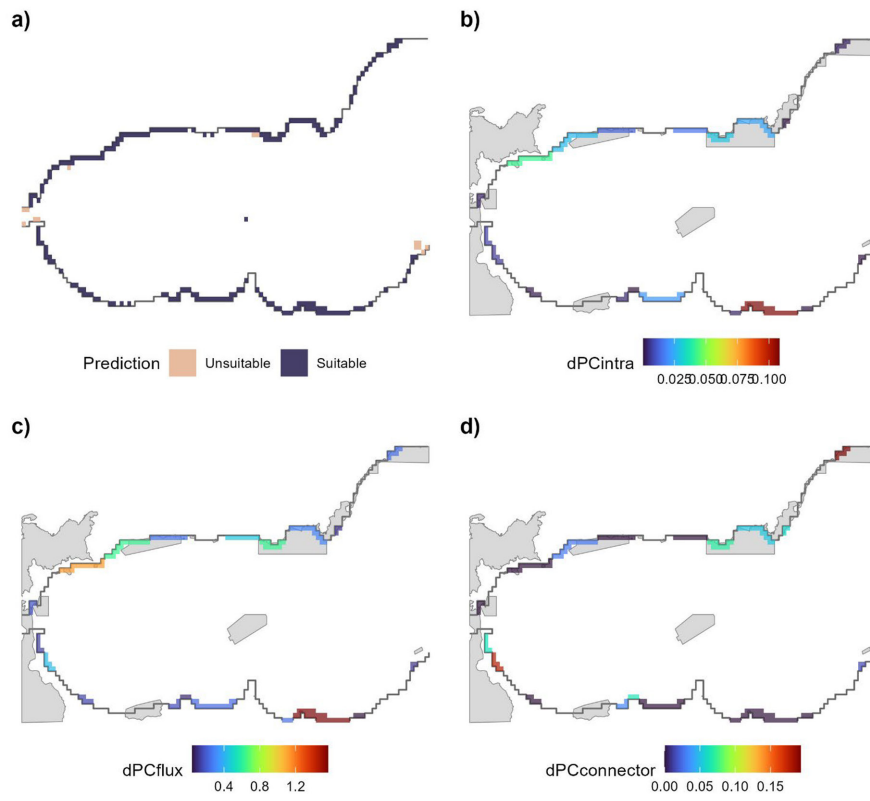 a)
b)
Prediction Unsuitable Suitable
dPCintra
0.025 0.050 0.075 0.100
c)
d)
dPCflux
0.4 0.8 1.2
dPCconnector
0.00 0.05 0.10 0.15